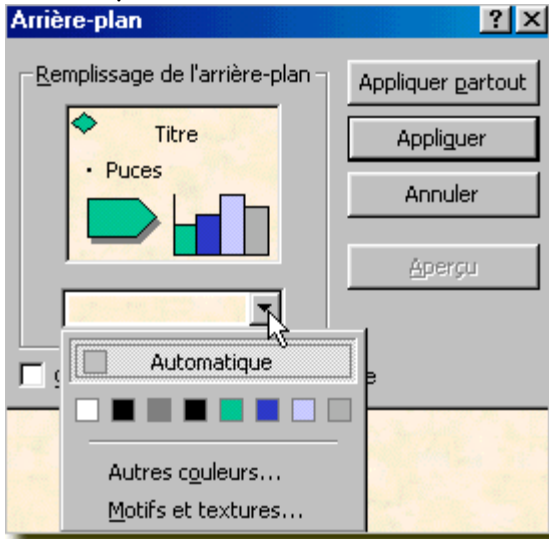 Arrière-plan
Remplissage de l'arrière-plan
Titre
• Puces
Appliquer partout
Appliquer
Annuler
Aperçu
Automatique
Autres couleurs...
Motifs et textures...